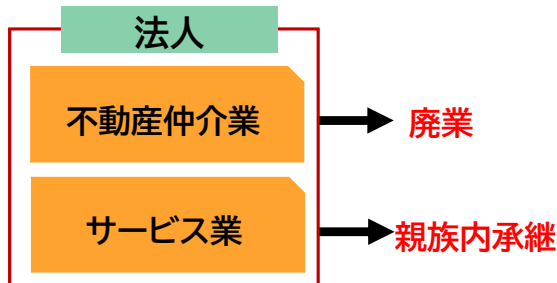 法人
不動産仲介業
廃業
サービス業
親族内承継